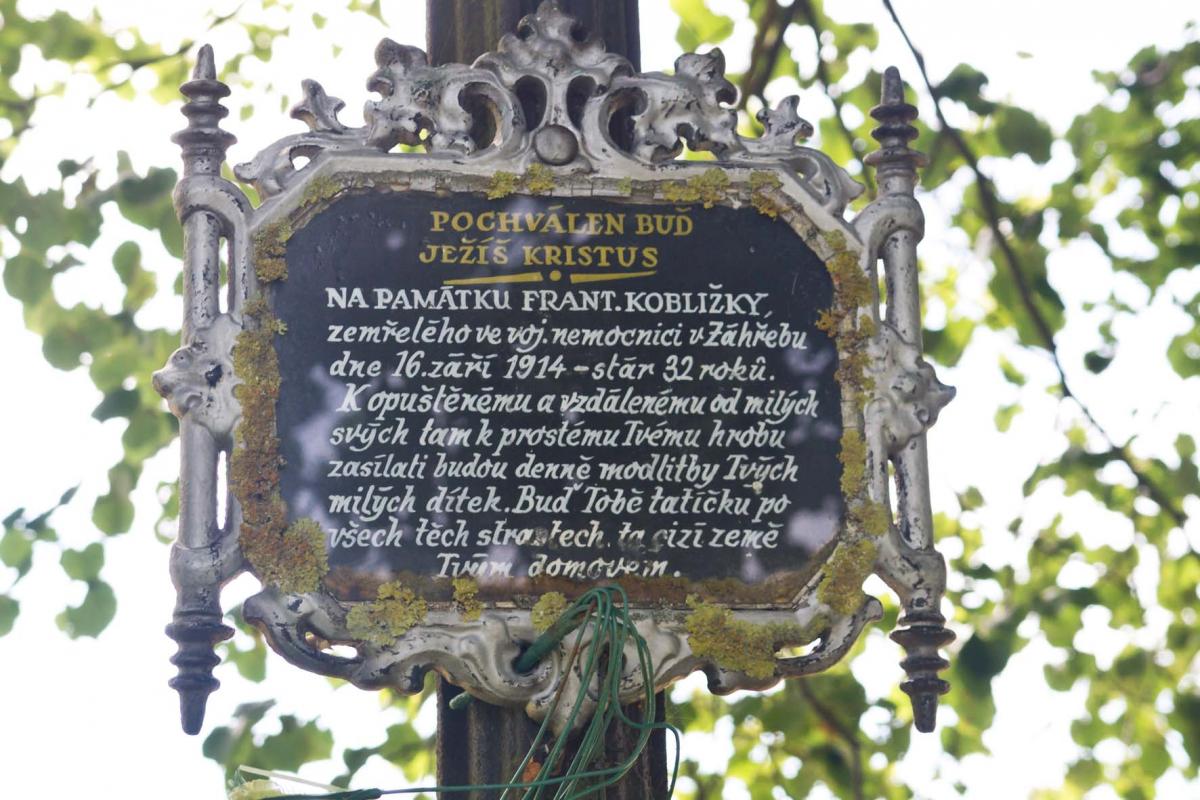 POCHVÁLEN BUĎ
JEŽÍŠ KRISTUS
NA PAMÁTKU FRANT. KOBLIŽKY,
zemřelého ve voj. nemocnici v Záhřebu
dne 16. září 1914 – stár 32 roků.
K opuštěnému a vzdálenému od milých
svých tam k prostému Tvému hrobu
zasílati budou denně modlitby Tvých
milých dítek. Buď Tobě tatíčku po
všech těch strastech, ta cizí země
Tvým domovem.